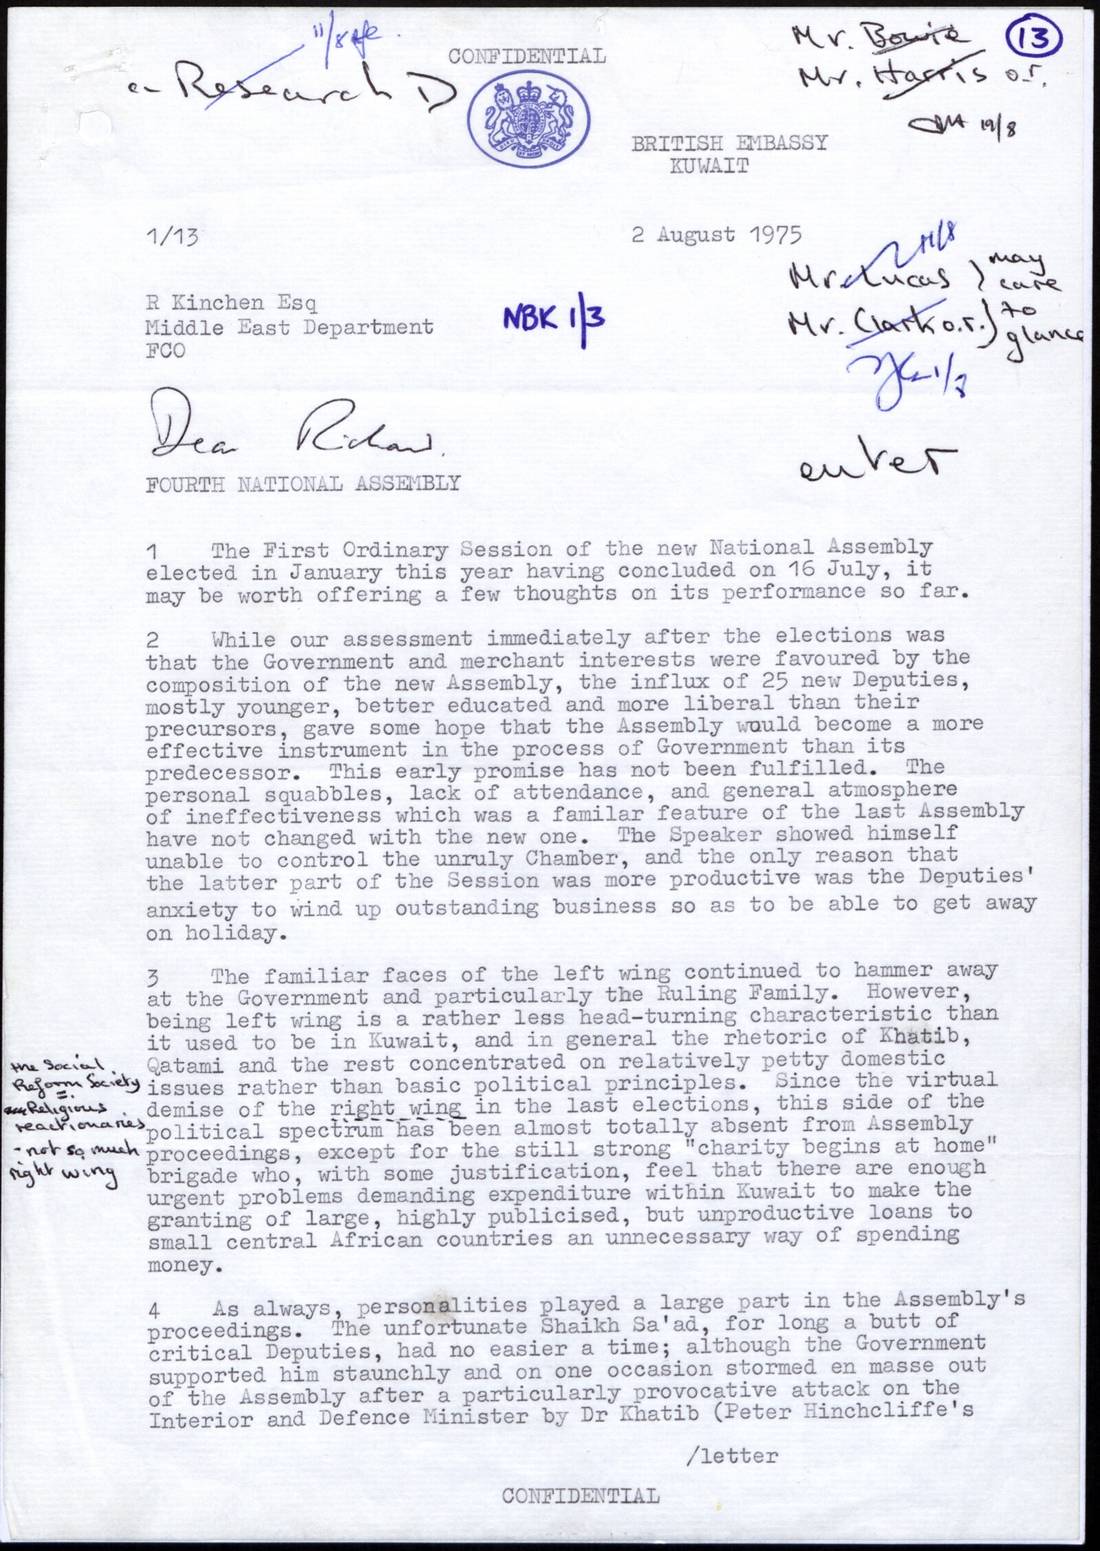 11/8
CONFIDENTIAL
Mr. Bowie
13
Research D
Mr. Harris o.r.
19/8
BRITISH EMBASSY
KUWAIT
1/13
2 August 1975
11/8
Mr. Lucas ) may care
Mr. Clark o.r. ) to glance
R Kinchen Esq
Middle East Department
FCO
NBK 1/3
Dear Richard.
enter
FOURTH NATIONAL ASSEMBLY
1 The First Ordinary Session of the new National Assembly
elected in January this year having concluded on 16 July, it
may be worth offering a few thoughts on its performance so far.
2 While our assessment immediately after the elections was
that the Government and merchant interests were favoured by the
composition of the new Assembly, the influx of 25 new Deputies,
mostly younger, better educated and more liberal than their
precursors, gave some hope that the Assembly would become a more
effective instrument in the process of Government than its
predecessor. This early promise has not been fulfilled. The
personal squabbles, lack of attendance, and general atmosphere
of ineffectiveness which was a familar feature of the last Assembly
have not changed with the new one. The Speaker showed himself
unable to control the unruly Chamber, and the only reason that
the latter part of the Session was more productive was the Deputies'
anxiety to wind up outstanding business so as to be able to get away
on holiday.
3 The familiar faces of the left wing continued to hammer away
at the Government and particularly the Ruling Family. However,
being left wing is a rather less head-turning characteristic than
it used to be in Kuwait, and in general the rhetoric of Khatib,
Qatami and the rest concentrated on relatively petty domestic
issues rather than basic political principles. Since the virtual
demise of the right wing in the last elections, this side of the
political spectrum has been almost totally absent from Assembly
proceedings, except for the still strong "charity begins at home"
brigade who, with some justification, feel that there are enough
urgent problems demanding expenditure within Kuwait to make the
granting of large, highly publicised, but unproductive loans to
small central African countries an unnecessary way of spending
money.
the Social
Reform Society
=
Religious
reactionaries
- not so much
right wing
4 As always, personalities played a large part in the Assembly's
proceedings. The unfortunate Shaikh Sa'ad, for long a butt of
critical Deputies, had no easier a time; although the Government
supported him staunchly and on one occasion stormed en masse out
of the Assembly after a particularly provocative attack on the
Interior and Defence Minister by Dr Khatib (Peter Hinchcliffe's
/letter
CONFIDENTIAL